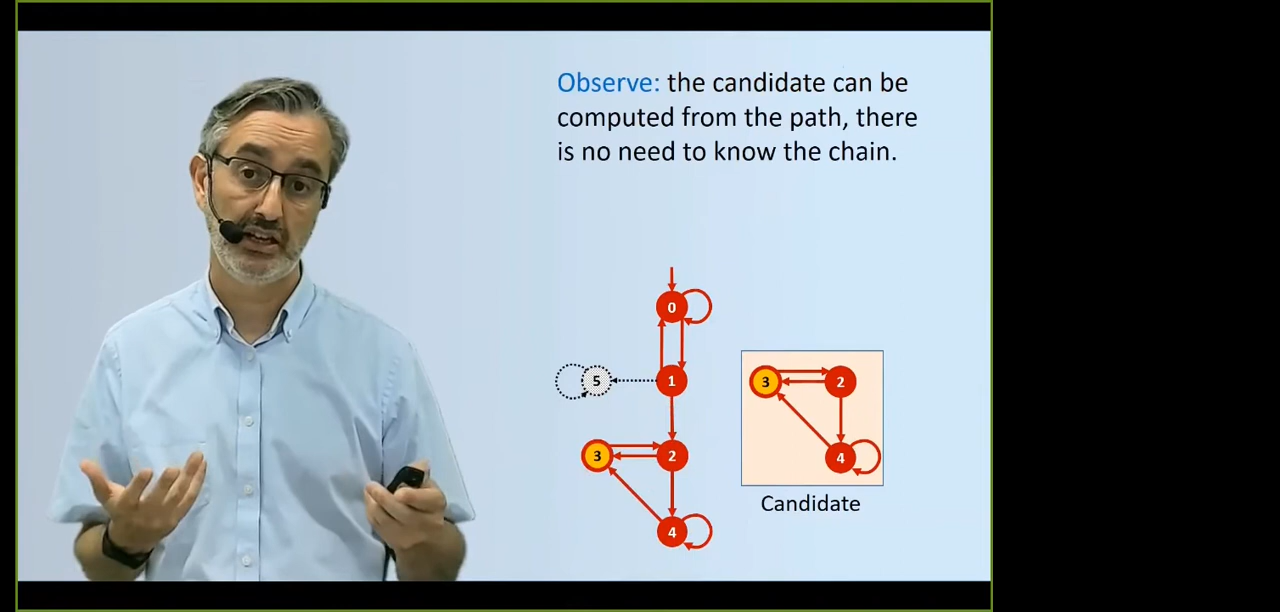 Observe: the candidate can be
computed from the path, there
is no need to know the chain.
0
5
1
3
2
4
3
2
4
Candidate